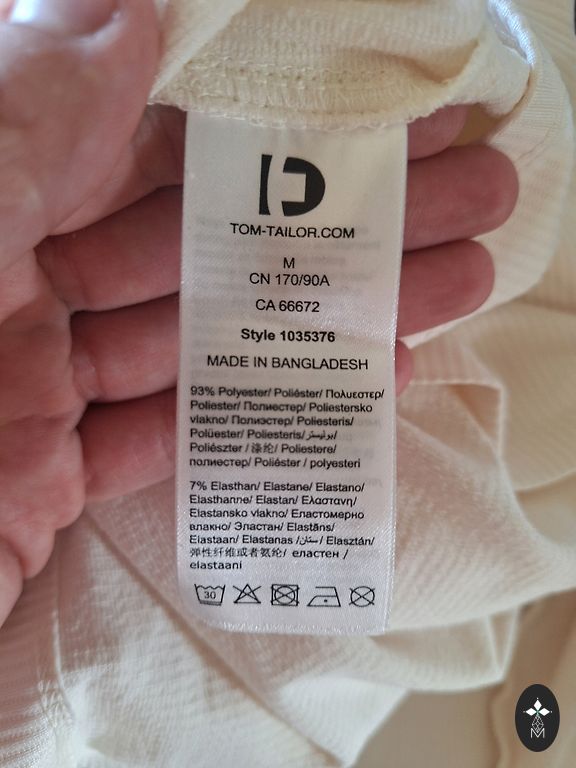 TOM-TAILOR.COM
M
CN 170/90A
CA 66672
Style 1035376
MADE IN BANGLADESH
93% Polyester/ Poliéster/ Πολυεστερ/
Poliester/ Полиестер/ Poliestersko
vlakno/ Полиэстер/ Poliesteris/
Polüester/ Poliesteris/بوليستر/
Poliészter / 涤纶/ Poliestere/
полиестер/ Poliéster / polyesteri
7% Elasthan/ Elastane/ Elastano/
Elasthanne/ Elastan/ Ελαστανη/
Elastansko vlakno/ Еластомерно
влакно/ Эластан/ Elastāns/
Elastaan/ Elastanas / Elasztán/
弹性纤维或者氨纶/ еластен /
elastaani
30
M